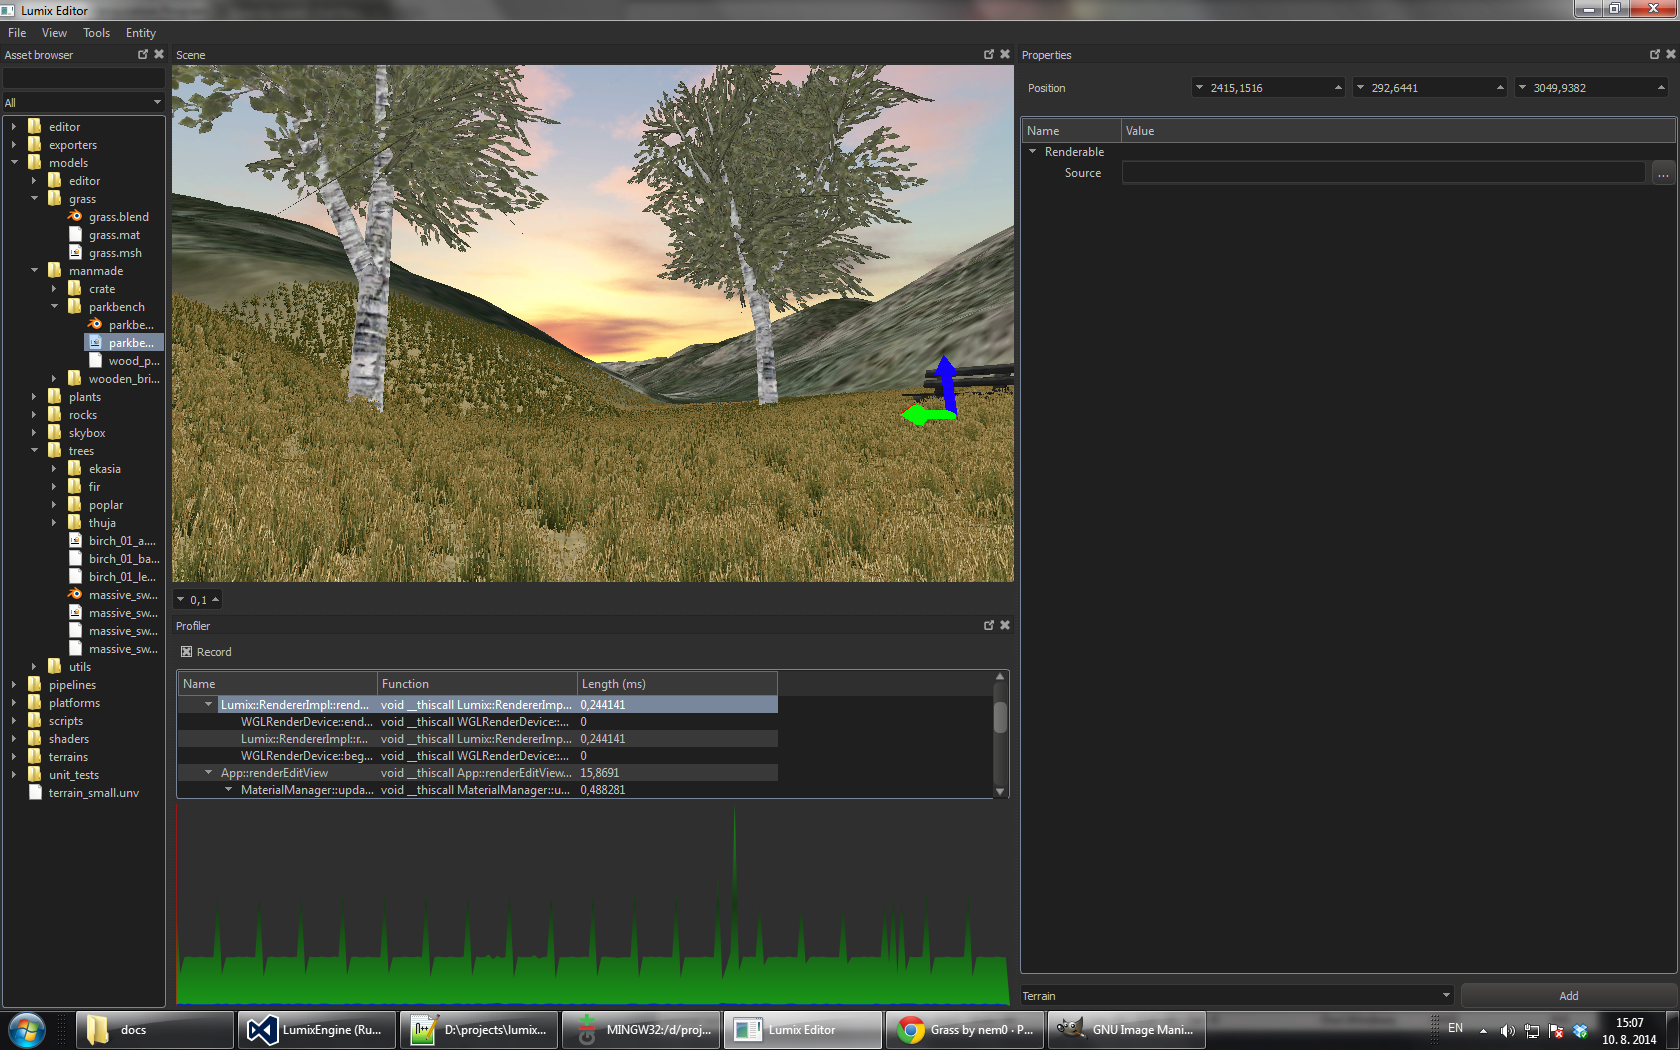 Lumix Editor
File View Tools Entity
Asset browser
All
editor
exporters
models
editor
grass
grass.blend
grass.mat
grass.msh
manmade
crate
parkbench
parkbe...
parkbe...
wood_p...
wooden_bri...
plants
rocks
skybox
trees
ekasia
fir
poplar
thuja
birch_01_a....
birch_01_ba...
birch_01_le...
massive_sw...
massive_sw...
massive_sw...
massive_sw...
utils
pipelines
platforms
scripts
shaders
terrains
unit_tests
terrain_small.unv
Scene
0,1
Profiler
Record
Name Function Length (ms)
Lumix::RendererImpl::rend... void __thiscall Lumix::RendererImp... 0,244141
WGLRenderDevice::end... void __thiscall WGLRenderDevice::... 0
Lumix::RendererImpl::r... void __thiscall Lumix::RendererImp... 0,244141
WGLRenderDevice::beg... void __thiscall WGLRenderDevice::... 0
App::renderEditView void __thiscall App::renderEditView... 15,8691
MaterialManager::upda... void __thiscall MaterialManager::u... 0,488281
Properties
Position 2415,1516 292,6441 3049,9382
Name Value
Renderable
Source ...
Terrain Add
docs LumixEngine (Ru... D:\projects\lumix... MINGW32:/d/proj... Lumix Editor Grass by nem0 · P... GNU Image Mani... EN 15:07
10. 8. 2014